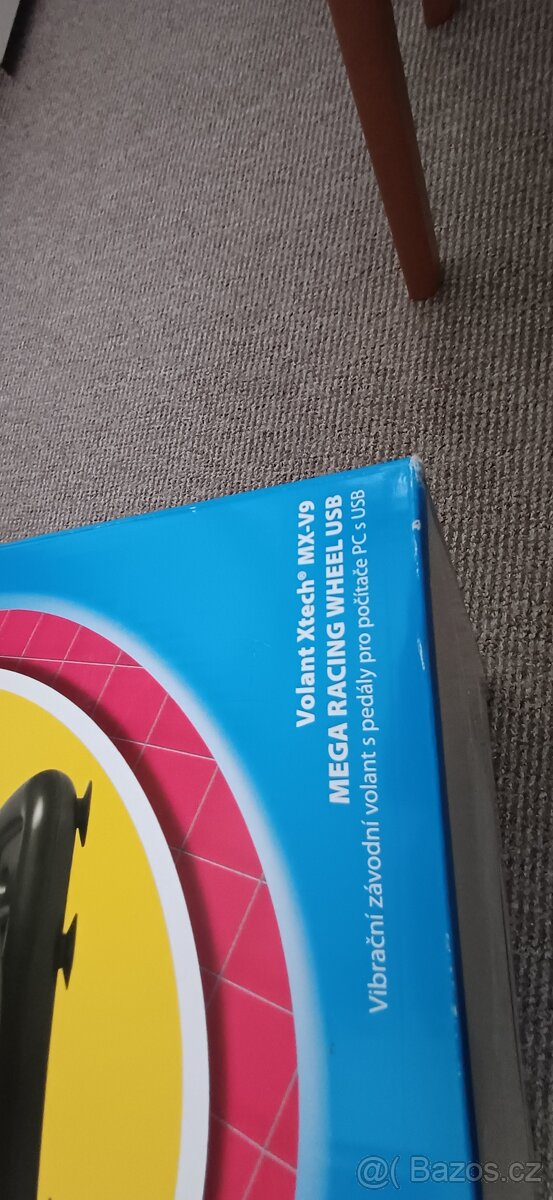 Volant Xtech® MX-V9
MEGA RACING WHEEL USB
Vibrační závodní volant s pedály pro počítače PC s USB
@( Bazos.cz